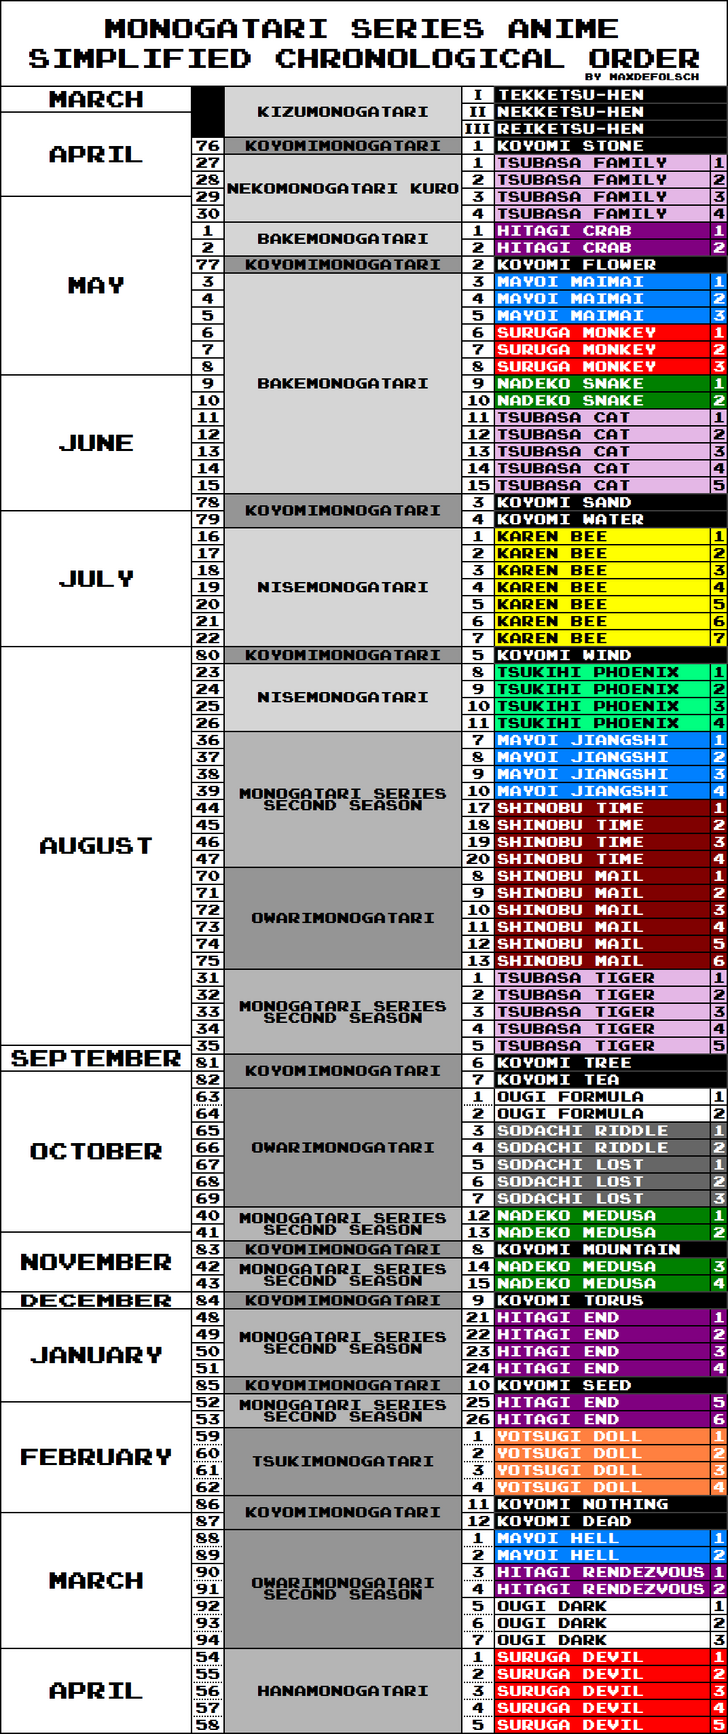 MONOGATARI SERIES ANIME
SIMPLIFIED CHRONOLOGICAL ORDER
BY MAXDEFOLSCH
MARCH
KIZUMONOGATARI
I TEKKETSU-HEN
II NEKKETSU-HEN
III REIKETSU-HEN
APRIL
76 KOYOMIMONOGATARI 1 KOYOMI STONE
NEKOMONOGATARI KURO
27 1 TSUBASA FAMILY 1
28 2 TSUBASA FAMILY 2
29 3 TSUBASA FAMILY 3
30 4 TSUBASA FAMILY 4
MAY
BAKEMONOGATARI
1 1 HITAGI CRAB 1
2 2 HITAGI CRAB 2
77 KOYOMIMONOGATARI 2 KOYOMI FLOWER
BAKEMONOGATARI
3 3 MAYOI MAIMAI 1
4 4 MAYOI MAIMAI 2
5 5 MAYOI MAIMAI 3
6 6 SURUGA MONKEY 1
7 7 SURUGA MONKEY 2
8 8 SURUGA MONKEY 3
JUNE
9 9 NADEKO SNAKE 1
10 10 NADEKO SNAKE 2
11 11 TSUBASA CAT 1
12 12 TSUBASA CAT 2
13 13 TSUBASA CAT 3
14 14 TSUBASA CAT 4
15 15 TSUBASA CAT 5
KOYOMIMONOGATARI
78 3 KOYOMI SAND
JULY
79 4 KOYOMI WATER
NISEMONOGATARI
16 1 KAREN BEE 1
17 2 KAREN BEE 2
18 3 KAREN BEE 3
19 4 KAREN BEE 4
20 5 KAREN BEE 5
21 6 KAREN BEE 6
22 7 KAREN BEE 7
AUGUST
80 KOYOMIMONOGATARI 5 KOYOMI WIND
NISEMONOGATARI
23 8 TSUKIHI PHOENIX 1
24 9 TSUKIHI PHOENIX 2
25 10 TSUKIHI PHOENIX 3
26 11 TSUKIHI PHOENIX 4
MONOGATARI SERIES
SECOND SEASON
36 7 MAYOI JIANGSHI 1
37 8 MAYOI JIANGSHI 2
38 9 MAYOI JIANGSHI 3
39 10 MAYOI JIANGSHI 4
44 17 SHINOBU TIME 1
45 18 SHINOBU TIME 2
46 19 SHINOBU TIME 3
47 20 SHINOBU TIME 4
OWARIMONOGATARI
70 8 SHINOBU MAIL 1
71 9 SHINOBU MAIL 2
72 10 SHINOBU MAIL 3
73 11 SHINOBU MAIL 4
74 12 SHINOBU MAIL 5
75 13 SHINOBU MAIL 6
MONOGATARI SERIES
SECOND SEASON
31 1 TSUBASA TIGER 1
32 2 TSUBASA TIGER 2
33 3 TSUBASA TIGER 3
34 4 TSUBASA TIGER 4
35 5 TSUBASA TIGER 5
SEPTEMBER
KOYOMIMONOGATARI
81 6 KOYOMI TREE
OCTOBER
82 7 KOYOMI TEA
OWARIMONOGATARI
63 1 OUGI FORMULA 1
64 2 OUGI FORMULA 2
65 3 SODACHI RIDDLE 1
66 4 SODACHI RIDDLE 2
67 5 SODACHI LOST 1
68 6 SODACHI LOST 2
69 7 SODACHI LOST 3
MONOGATARI SERIES
SECOND SEASON
40 12 NADEKO MEDUSA 1
41 13 NADEKO MEDUSA 2
NOVEMBER
83 KOYOMIMONOGATARI 8 KOYOMI MOUNTAIN
MONOGATARI SERIES
SECOND SEASON
42 14 NADEKO MEDUSA 3
43 15 NADEKO MEDUSA 4
DECEMBER
84 KOYOMIMONOGATARI 9 KOYOMI TORUS
JANUARY
MONOGATARI SERIES
SECOND SEASON
48 21 HITAGI END 1
49 22 HITAGI END 2
50 23 HITAGI END 3
51 24 HITAGI END 4
85 KOYOMIMONOGATARI 10 KOYOMI SEED
FEBRUARY
MONOGATARI SERIES
SECOND SEASON
52 25 HITAGI END 5
53 26 HITAGI END 6
TSUKIMONOGATARI
59 1 YOTSUGI DOLL 1
60 2 YOTSUGI DOLL 2
61 3 YOTSUGI DOLL 3
62 4 YOTSUGI DOLL 4
KOYOMIMONOGATARI
86 11 KOYOMI NOTHING
MARCH
87 12 KOYOMI DEAD
OWARIMONOGATARI
SECOND SEASON
88 1 MAYOI HELL 1
89 2 MAYOI HELL 2
90 3 HITAGI RENDEZVOUS 1
91 4 HITAGI RENDEZVOUS 2
92 5 OUGI DARK 1
93 6 OUGI DARK 2
94 7 OUGI DARK 3
APRIL
HANAMONOGATARI
54 1 SURUGA DEVIL 1
55 2 SURUGA DEVIL 2
56 3 SURUGA DEVIL 3
57 4 SURUGA DEVIL 4
58 5 SURUGA DEVIL 5